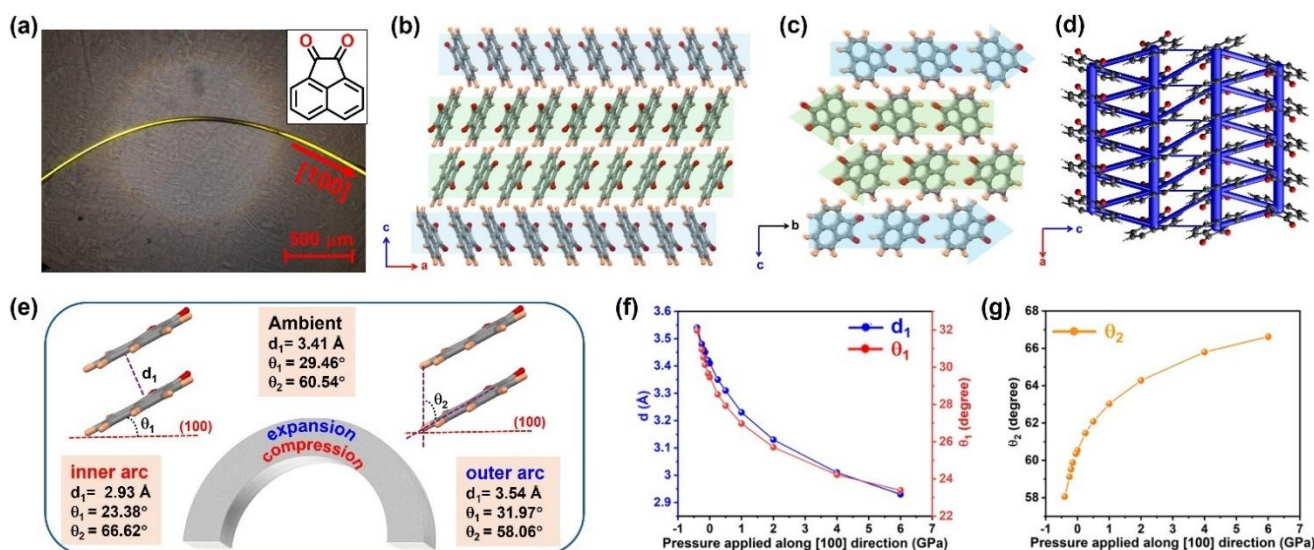 (a)
O O
[100]
500 μm
(b)
c
a
(c)
b
c
(d)
c
a
(e)
d₁
θ₁
(100)
Ambient
d₁= 3.41 Å
θ₁ = 29.46°
θ₂ = 60.54°
θ₂
(100)
expansion
compression
inner arc
d₁= 2.93 Å
θ₁ = 23.38°
θ₂ = 66.62°
outer arc
d₁= 3.54 Å
θ₁ = 31.97°
θ₂ = 58.06°
(f)
d₁
θ₁
3.6
3.5
3.4
3.3
3.2
3.1
3
2.9
d (Å)
32
30
28
26
24
22
θ₁ (degree)
-1 0 1 2 3 4 5 6 7
Pressure applied along [100] direction (GPa)
(g)
θ₂
68
66
64
62
60
58
θ₂ (degree)
-1 0 1 2 3 4 5 6 7
Pressure applied along [100] direction (GPa)